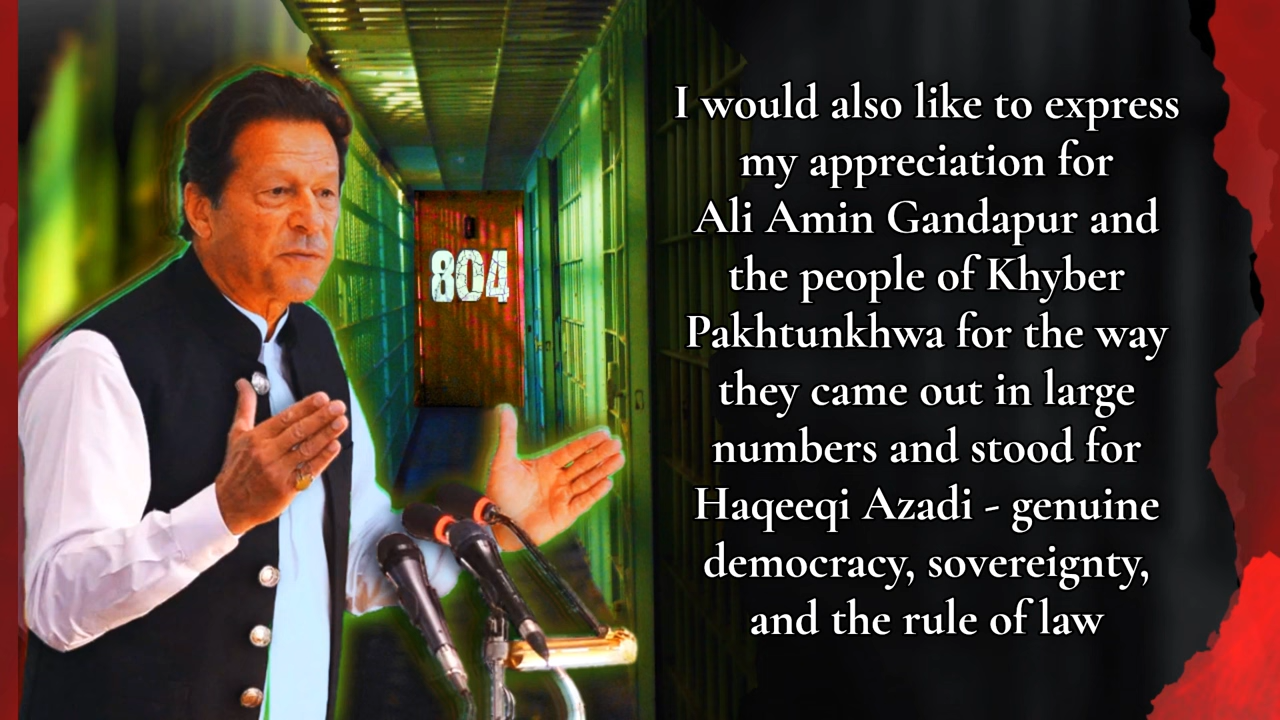 804
I would also like to express
my appreciation for
Ali Amin Gandapur and
the people of Khyber
Pakhtunkhwa for the way
they came out in large
numbers and stood for
Haqeeqi Azadi - genuine
democracy, sovereignty,
and the rule of law